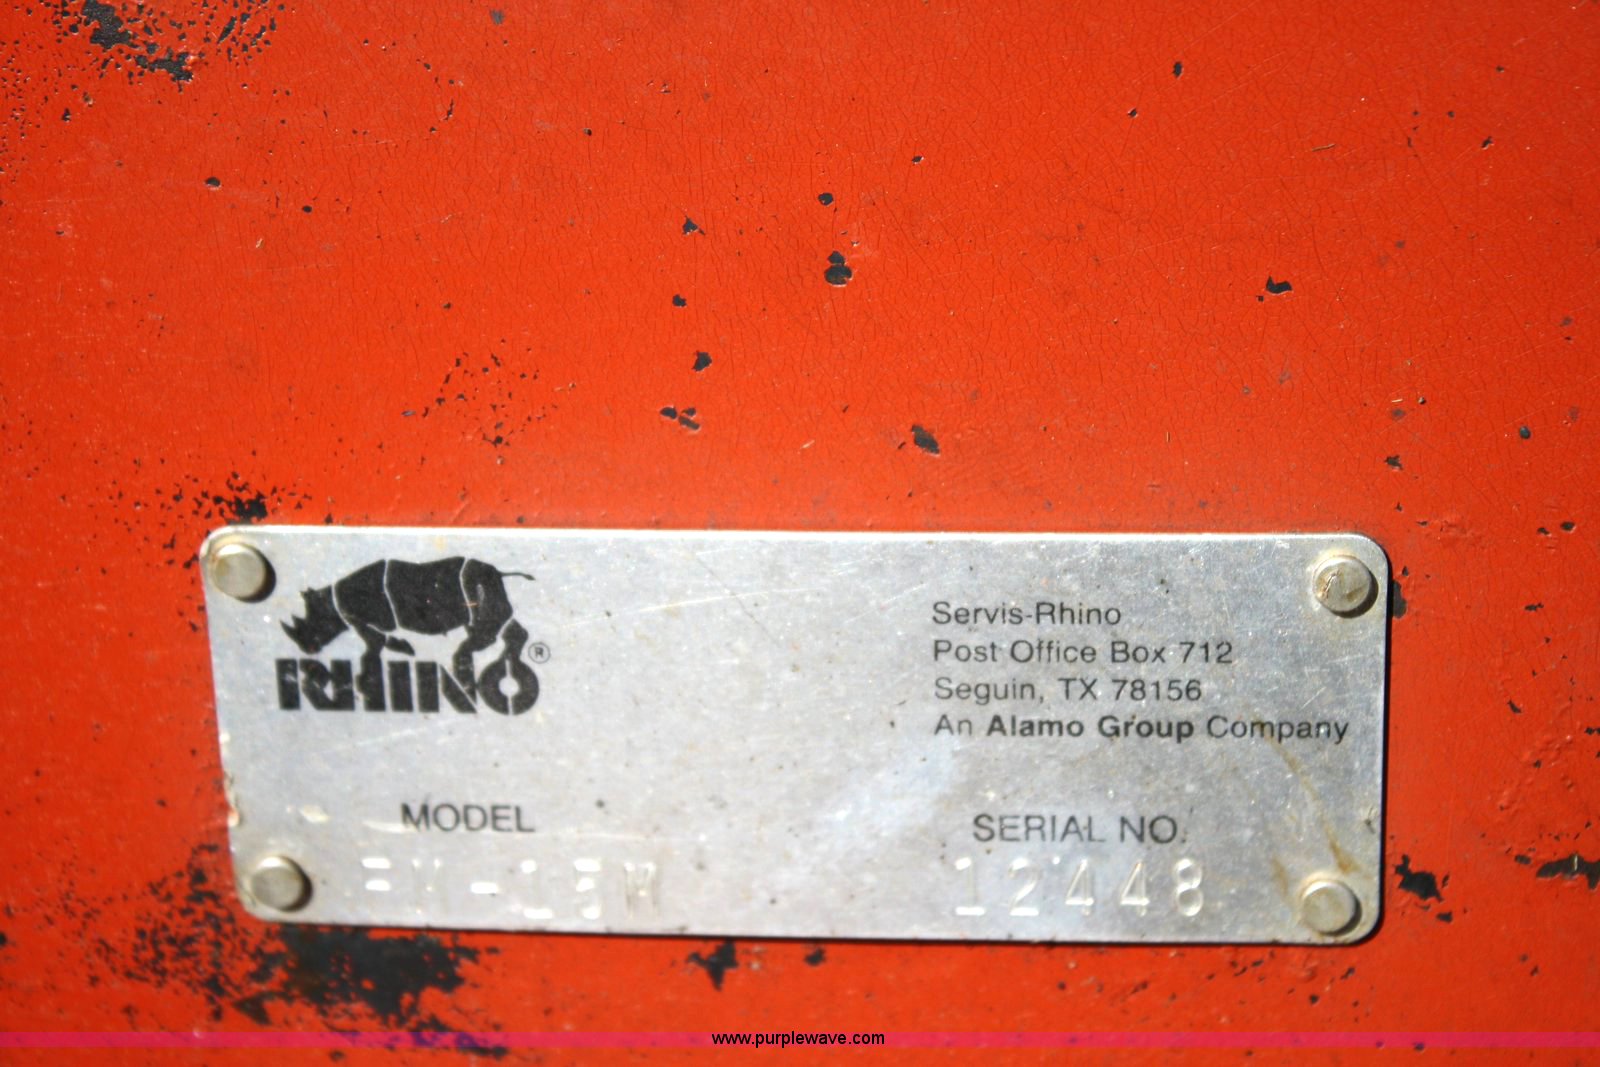 RHINO®
Servis-Rhino
Post Office Box 712
Seguin, TX 78156
An Alamo Group Company
MODEL
SERIAL NO.
12448
www.purplewave.com